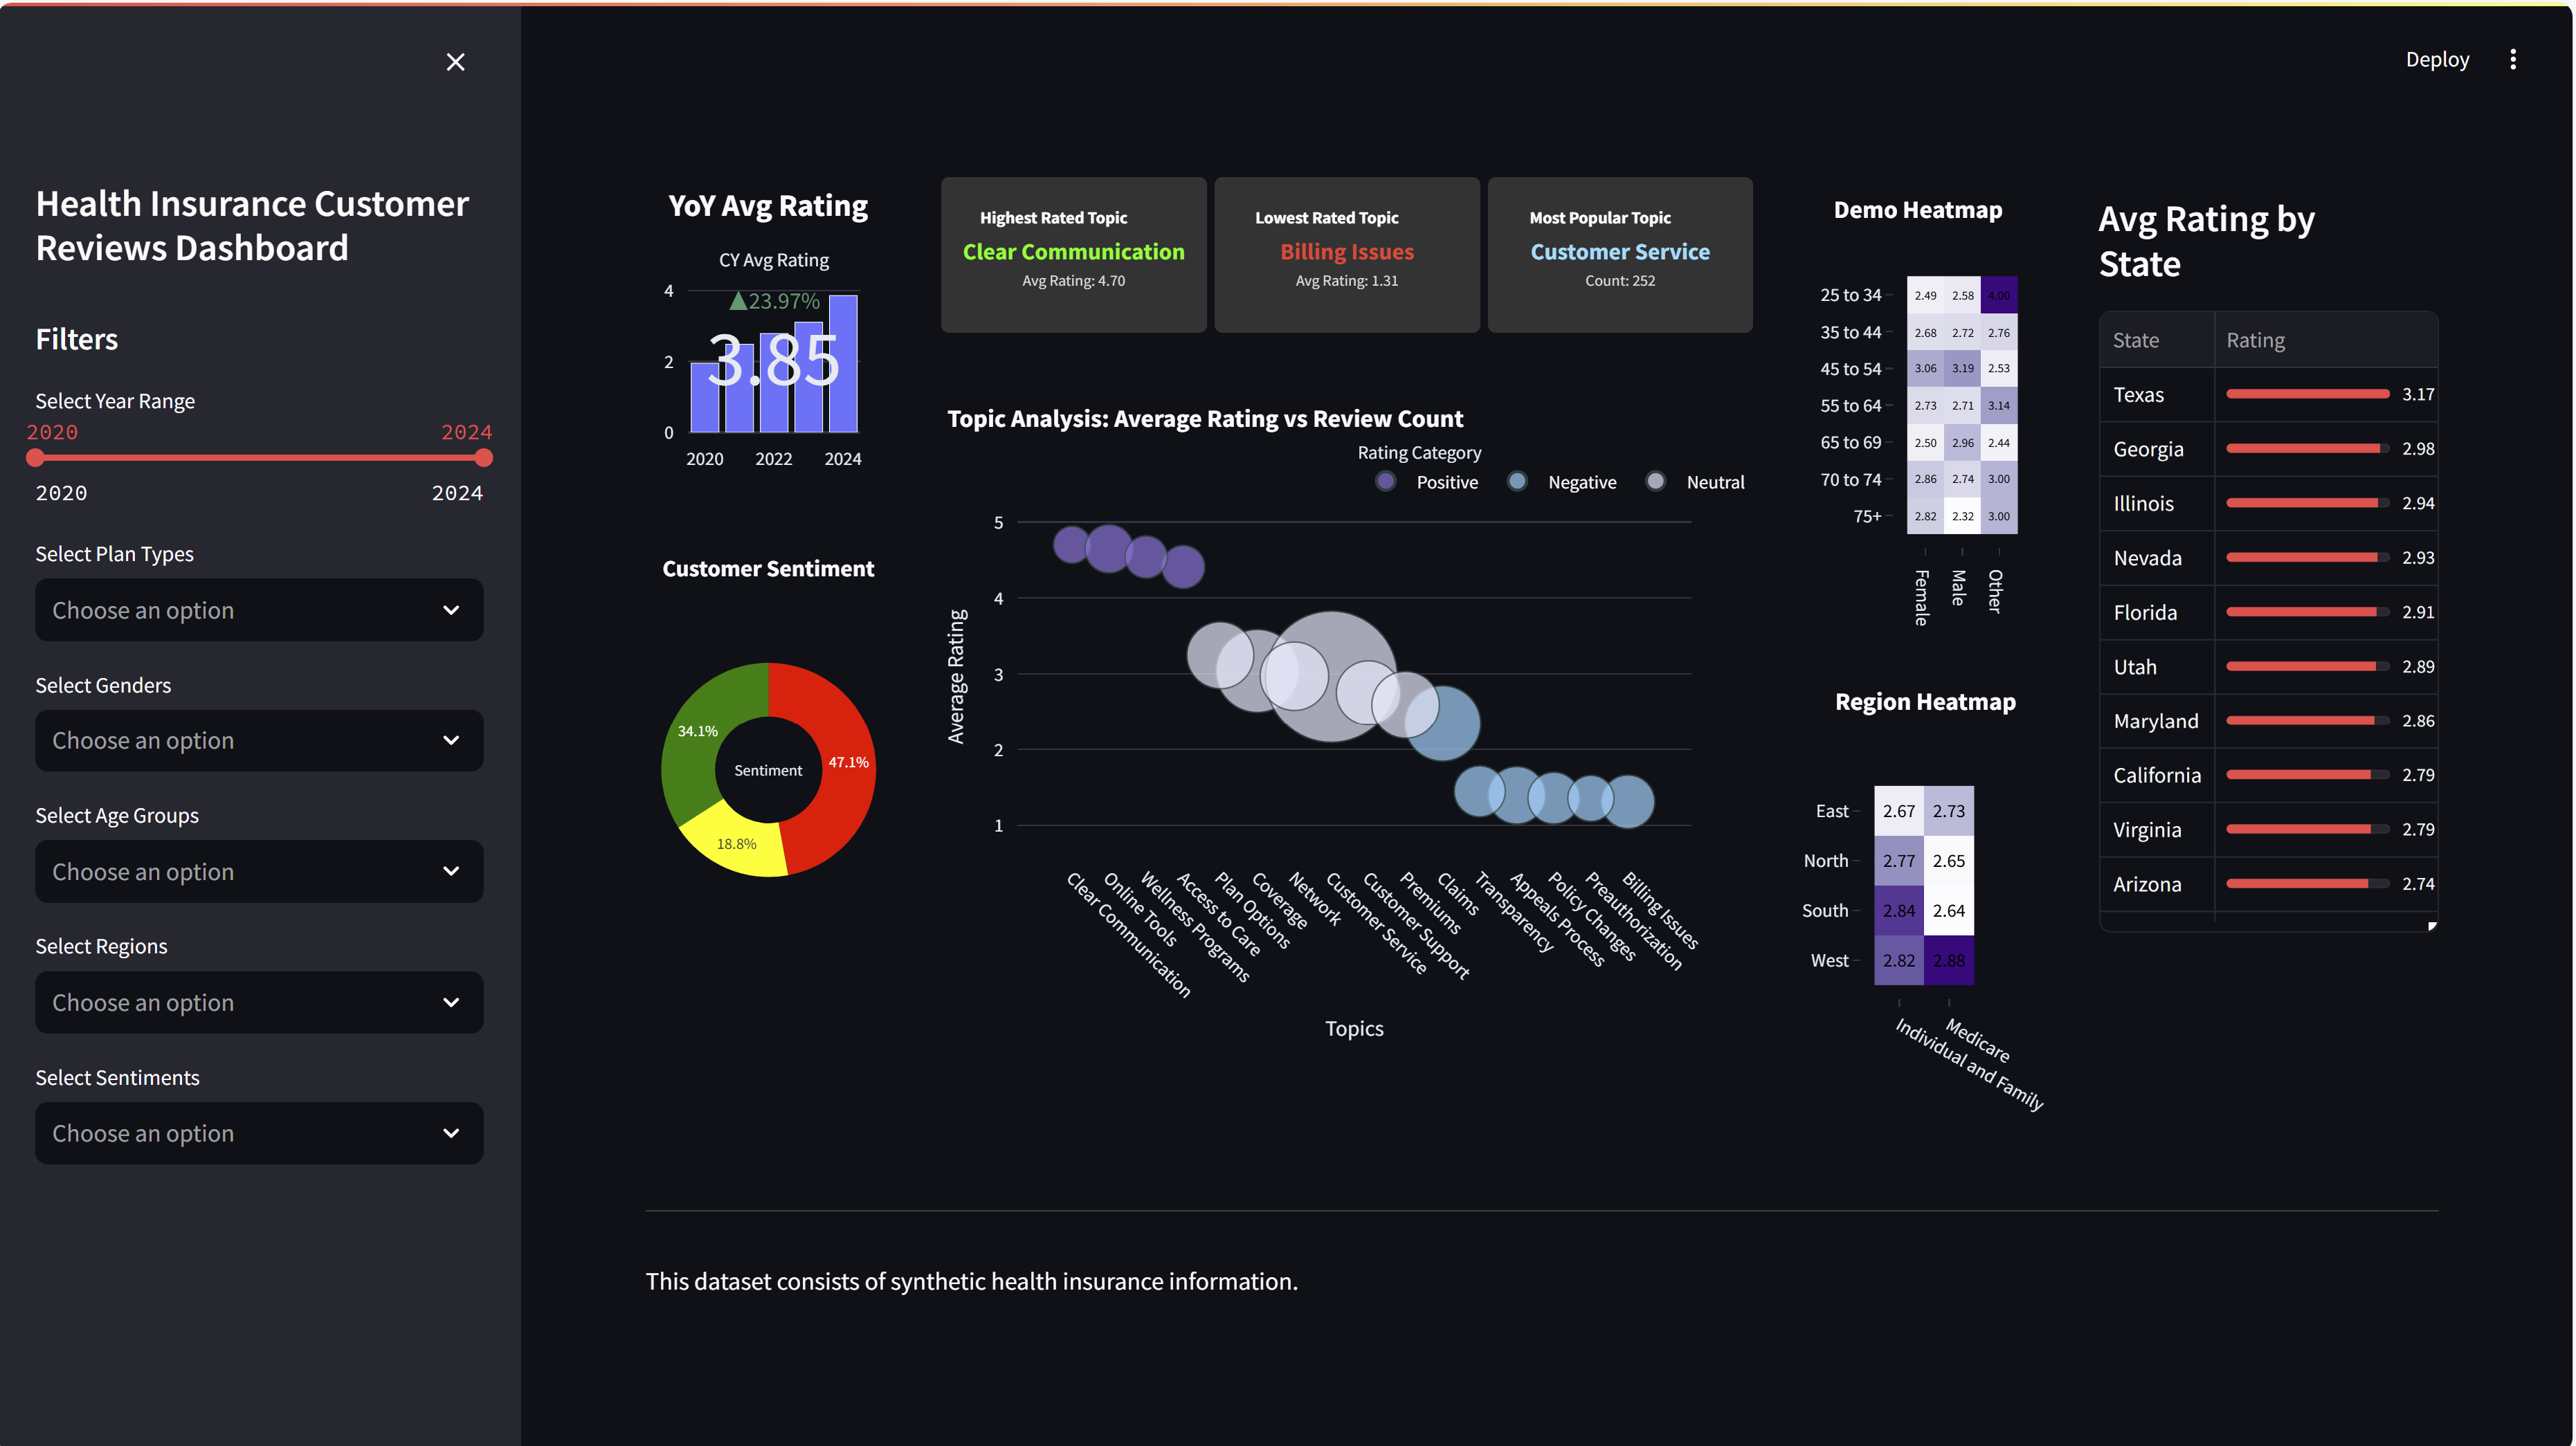 Deploy
Health Insurance Customer
Reviews Dashboard
Filters
Select Year Range
2020 2024
2020 2024
Select Plan Types
Choose an option
Select Genders
Choose an option
Select Age Groups
Choose an option
Select Regions
Choose an option
Select Sentiments
Choose an option
YoY Avg Rating
CY Avg Rating
▲23.97%
3.85
4
2
0
2020 2022 2024
Customer Sentiment
34.1%
47.1%
18.8%
Sentiment
Highest Rated Topic
Clear Communication
Avg Rating: 4.70
Lowest Rated Topic
Billing Issues
Avg Rating: 1.31
Most Popular Topic
Customer Service
Count: 252
Topic Analysis: Average Rating vs Review Count
Rating Category
Positive Negative Neutral
Average Rating
5
4
3
2
1
Clear Communication
Online Tools
Wellness Programs
Access to Care
Plan Options
Coverage
Network
Customer Service
Customer Support
Premiums
Claims
Transparency
Appeals Process
Policy Changes
Preauthorization
Billing Issues
Topics
Demo Heatmap
25 to 34 2.49 2.58 4.00
35 to 44 2.68 2.72 2.76
45 to 54 3.06 3.19 2.53
55 to 64 2.73 2.71 3.14
65 to 69 2.50 2.96 2.44
70 to 74 2.86 2.74 3.00
75+ 2.82 2.32 3.00
Female
Male
Other
Region Heatmap
East 2.67 2.73
North 2.77 2.65
South 2.84 2.64
West 2.82 2.88
Individual and Family
Medicare
Avg Rating by
State
State Rating
Texas 3.17
Georgia 2.98
Illinois 2.94
Nevada 2.93
Florida 2.91
Utah 2.89
Maryland 2.86
California 2.79
Virginia 2.79
Arizona 2.74
This dataset consists of synthetic health insurance information.